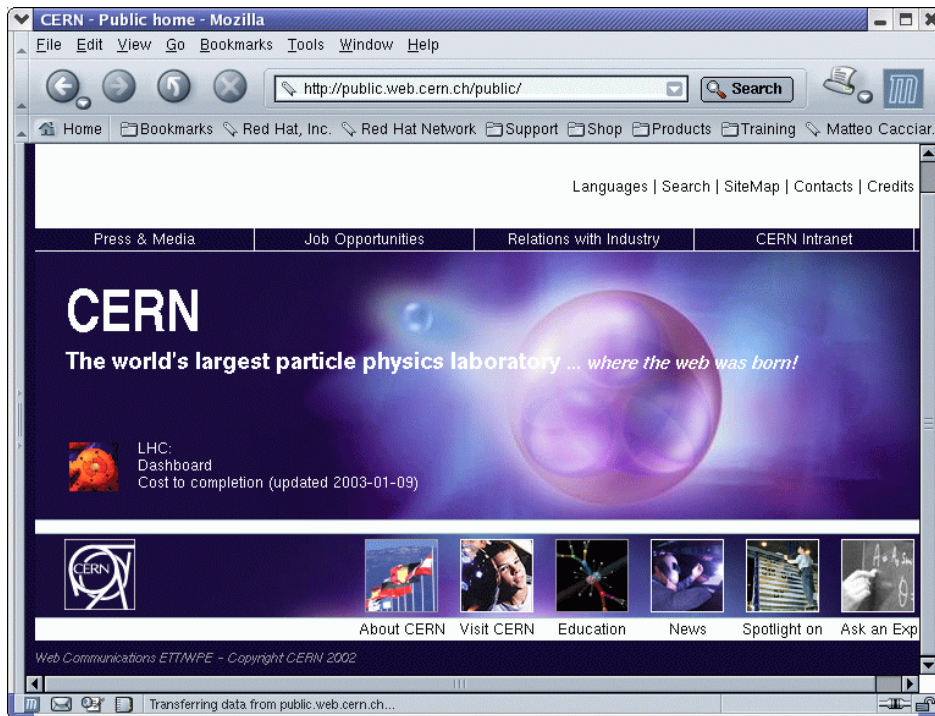 CERN - Public home - Mozilla
File Edit View Go Bookmarks Tools Window Help
http://public.web.cern.ch/public/ Search
Home Bookmarks Red Hat, Inc. Red Hat Network Support Shop Products Training Matteo Cacciar.
Languages | Search | SiteMap | Contacts | Credits
Press & Media Job Opportunities Relations with Industry CERN Intranet
CERN
The world's largest particle physics laboratory ... where the web was born!
LHC:
Dashboard
Cost to completion (updated 2003-01-09)
CERN
About CERN Visit CERN Education News Spotlight on Ask an Exp
Web Communications ETT/WPE - Copyright CERN 2002
Transferring data from public.web.cern.ch...